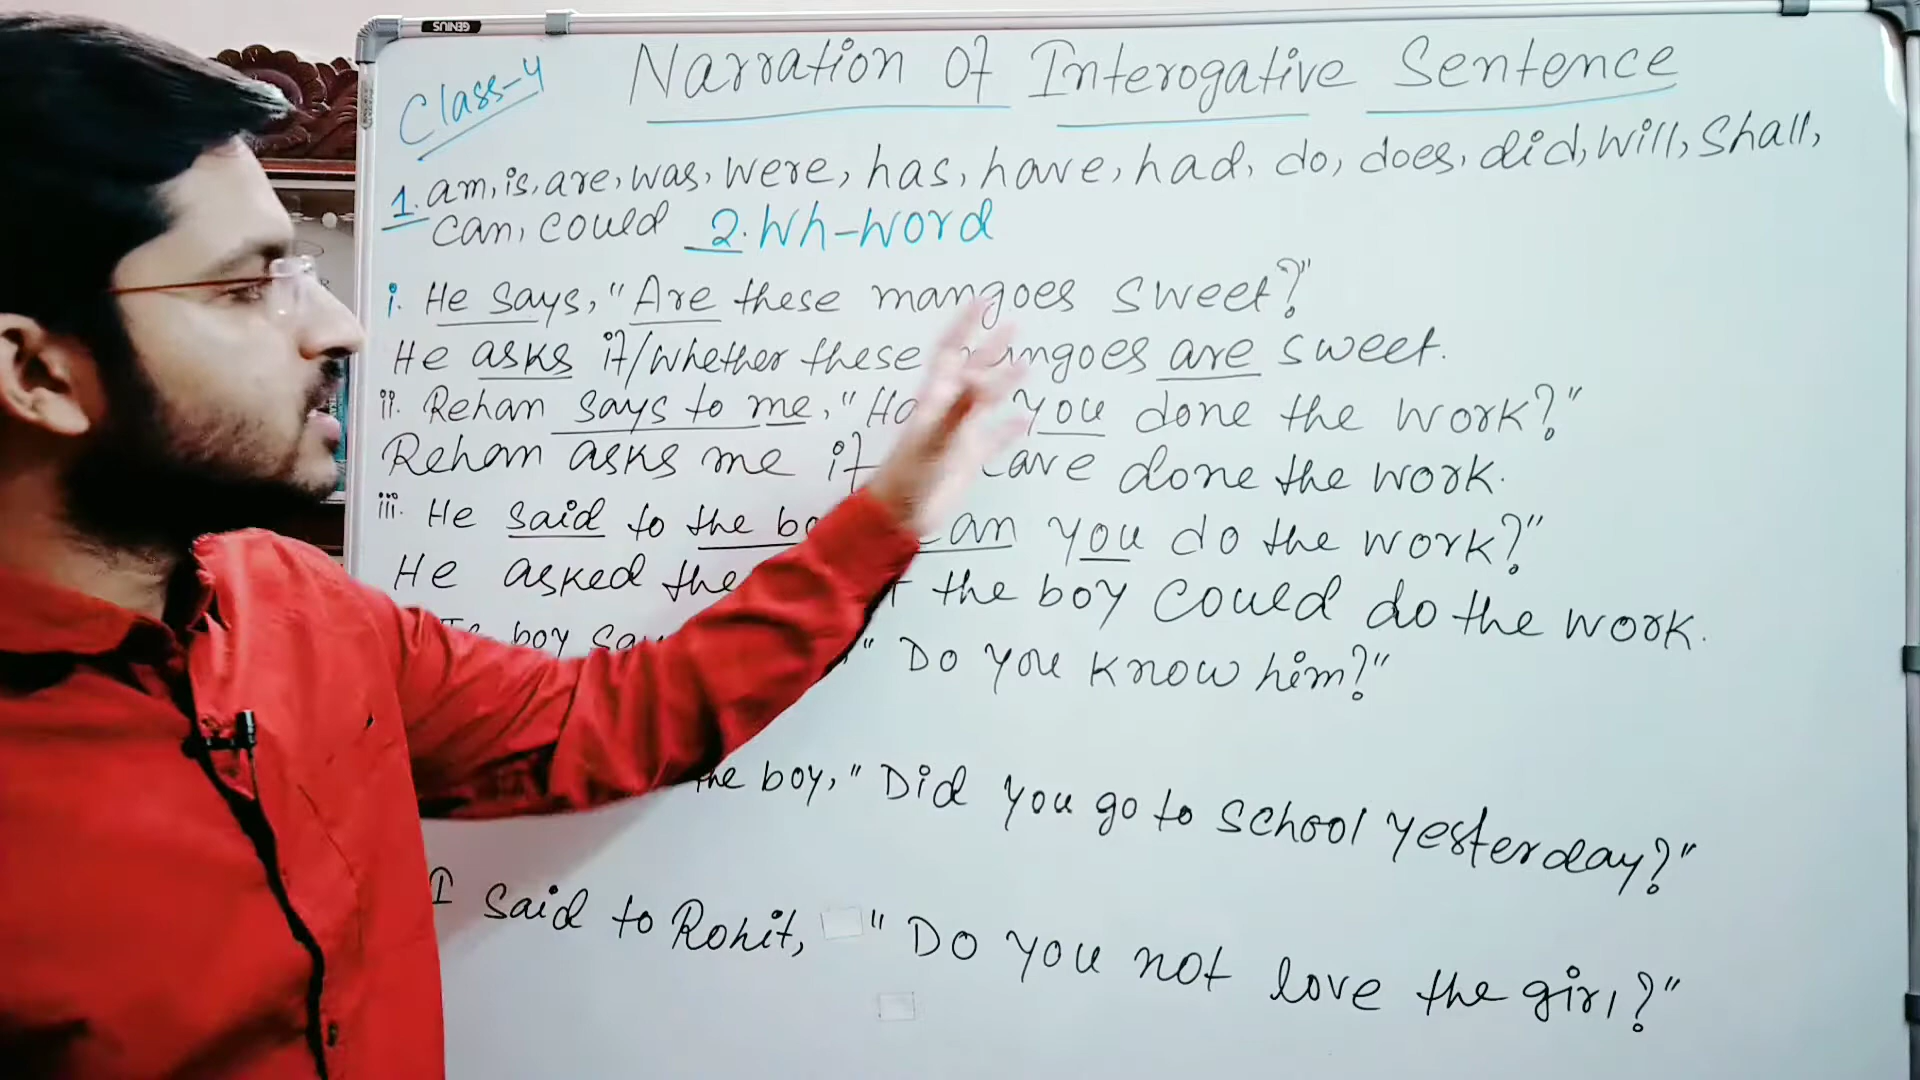 GENIUS
Class-4
Narration Of Interogative Sentence
1. am, is, are, was, were, has, have, had, do, does, did, will, shall,
can, could 2. Wh-word
i. He says, "Are these mangoes sweet?"
He asks if/whether these mangoes are sweet.
ii. Rehan says to me, " you done the work?"
Rehan asks me if done the work.
iii. He said to the you do the work?"
He asked the the boy could do the work.
boy "Do you know him?"
the boy, "Did you go to school yesterday?"
I said to Rohit, "Do you not love the girl?"